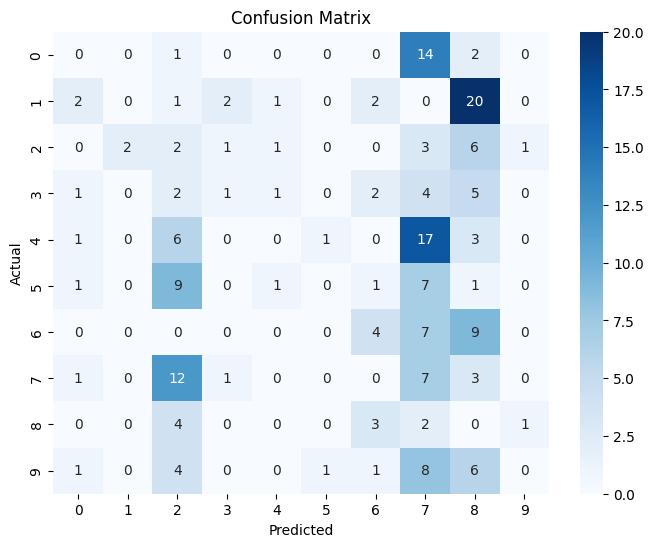 Confusion Matrix
Actual
0 0 0 1 0 0 0 0 14 2 0
1 2 0 1 2 1 0 2 0 20 0
2 0 2 2 1 1 0 0 3 6 1
3 1 0 2 1 1 0 2 4 5 0
4 1 0 6 0 0 1 0 17 3 0
5 1 0 9 0 1 0 1 7 1 0
6 0 0 0 0 0 0 4 7 9 0
7 1 0 12 1 0 0 0 7 3 0
8 0 0 4 0 0 0 3 2 0 1
9 1 0 4 0 0 1 1 8 6 0
0 1 2 3 4 5 6 7 8 9
Predicted
20.0
17.5
15.0
12.5
10.0
7.5
5.0
2.5
0.0